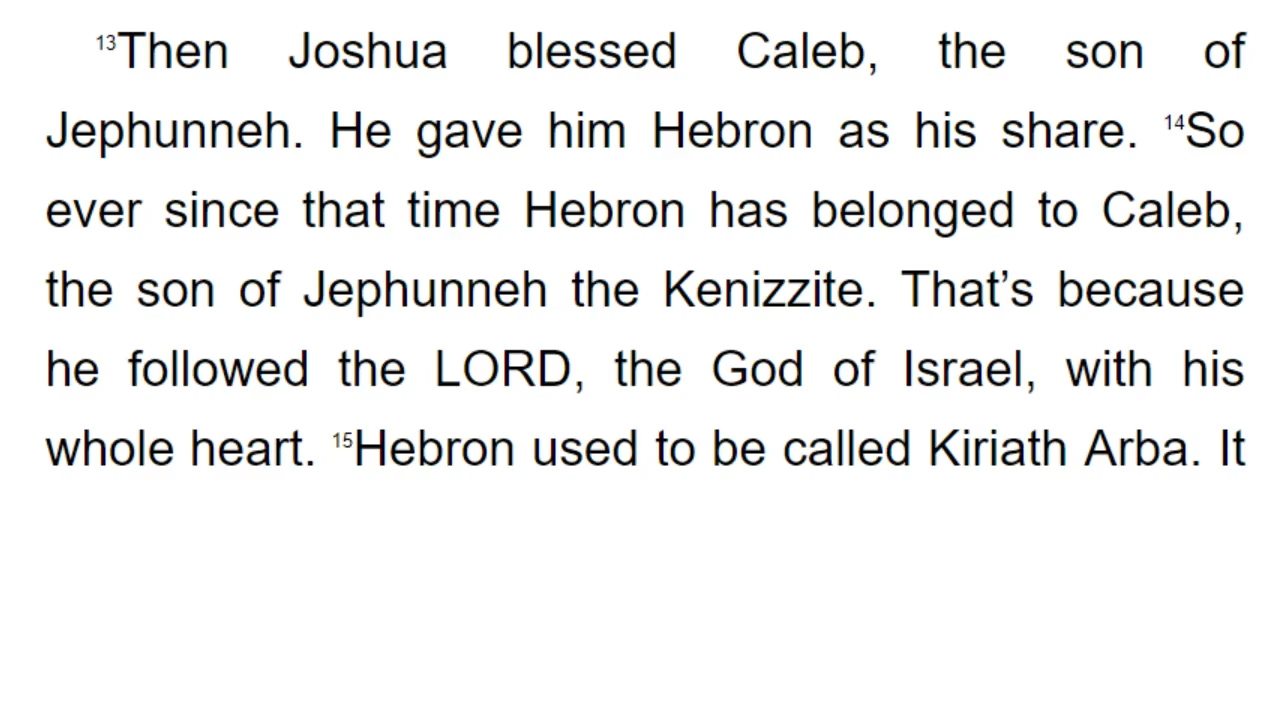 13Then Joshua blessed Caleb, the son of
Jephunneh. He gave him Hebron as his share. 14So
ever since that time Hebron has belonged to Caleb,
the son of Jephunneh the Kenizzite. That’s because
he followed the LORD, the God of Israel, with his
whole heart. 15Hebron used to be called Kiriath Arba. It